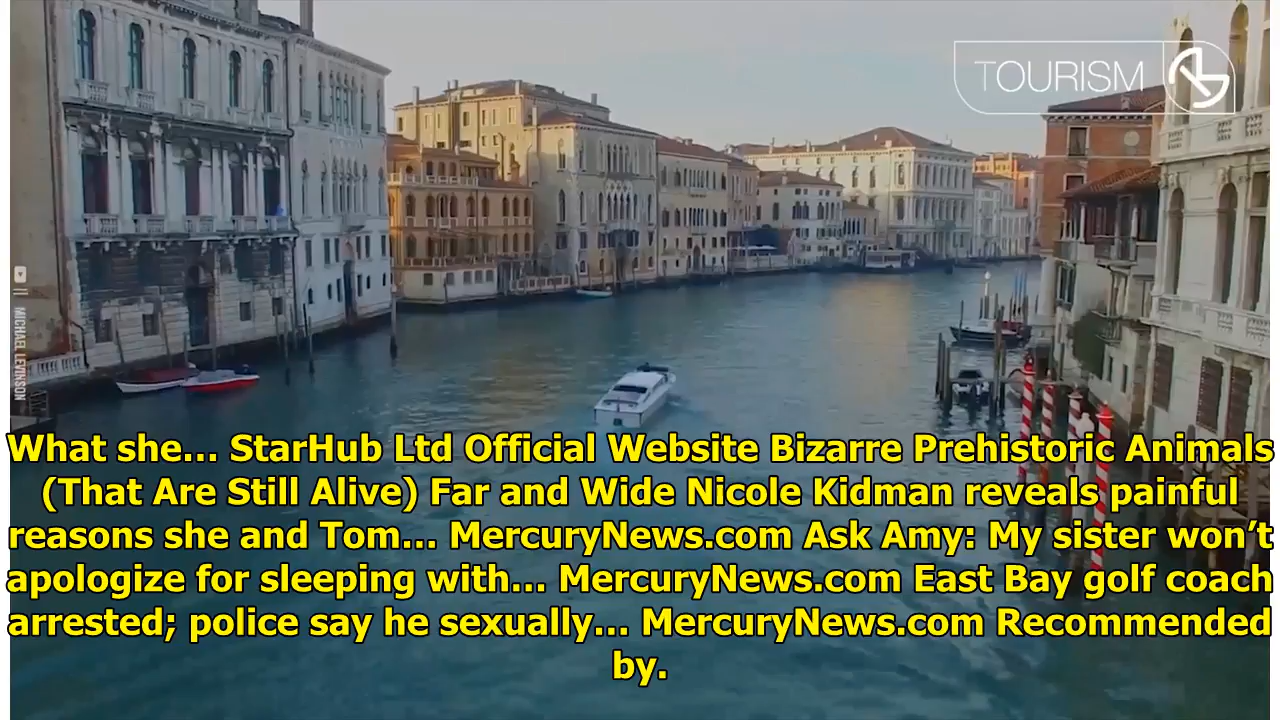 TOURISM
MICHAEL LEVINSON
What she... StarHub Ltd Official Website Bizarre Prehistoric Animals
(That Are Still Alive) Far and Wide Nicole Kidman reveals painful
reasons she and Tom... MercuryNews.com Ask Amy: My sister won’t
apologize for sleeping with... MercuryNews.com East Bay golf coach
arrested; police say he sexually... MercuryNews.com Recommended
by.